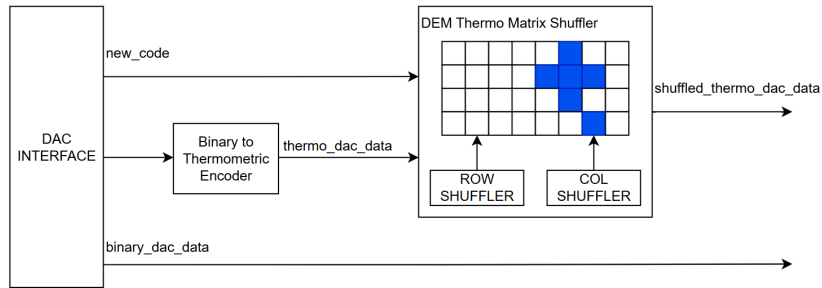 DEM Thermo Matrix Shuffler
new_code
shuffled_thermo_dac_data
DAC
INTERFACE
Binary to
Thermometric
Encoder
thermo_dac_data
ROW
SHUFFLER
COL
SHUFFLER
binary_dac_data